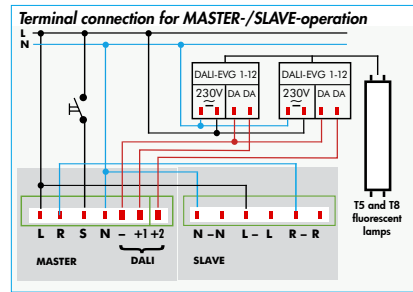 Terminal connection for MASTER-/SLAVE-operation
L
N
DALI-EVG 1-12
DALI-EVG 1-12
230V
DA DA
230V
DA DA
~
~
T5 and T8
fluorescent
lamps
L R S N – +1 +2
N – N L – L R – R
MASTER
DALI
SLAVE